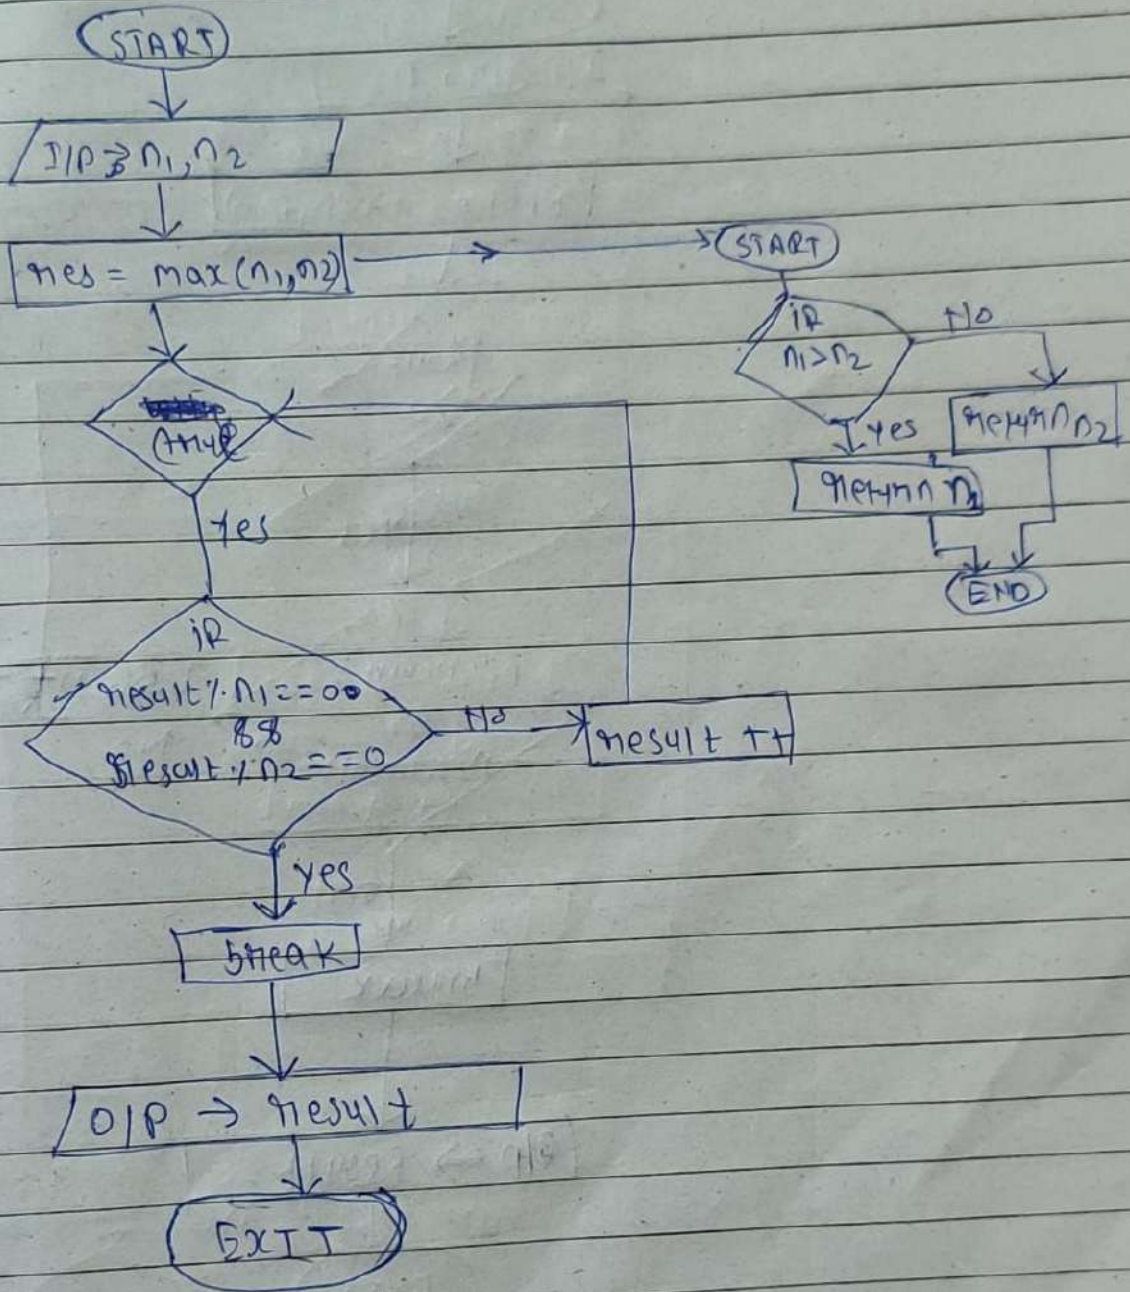 START
I/P → n1, n2
res = max(n1,n2)
START
if
n1>n2
No
Yes
return n2
return n1
END
(true)
Yes
if
result % n1==0
&&
result % n2==0
No
result ++
yes
break
O/P → result
EXIT